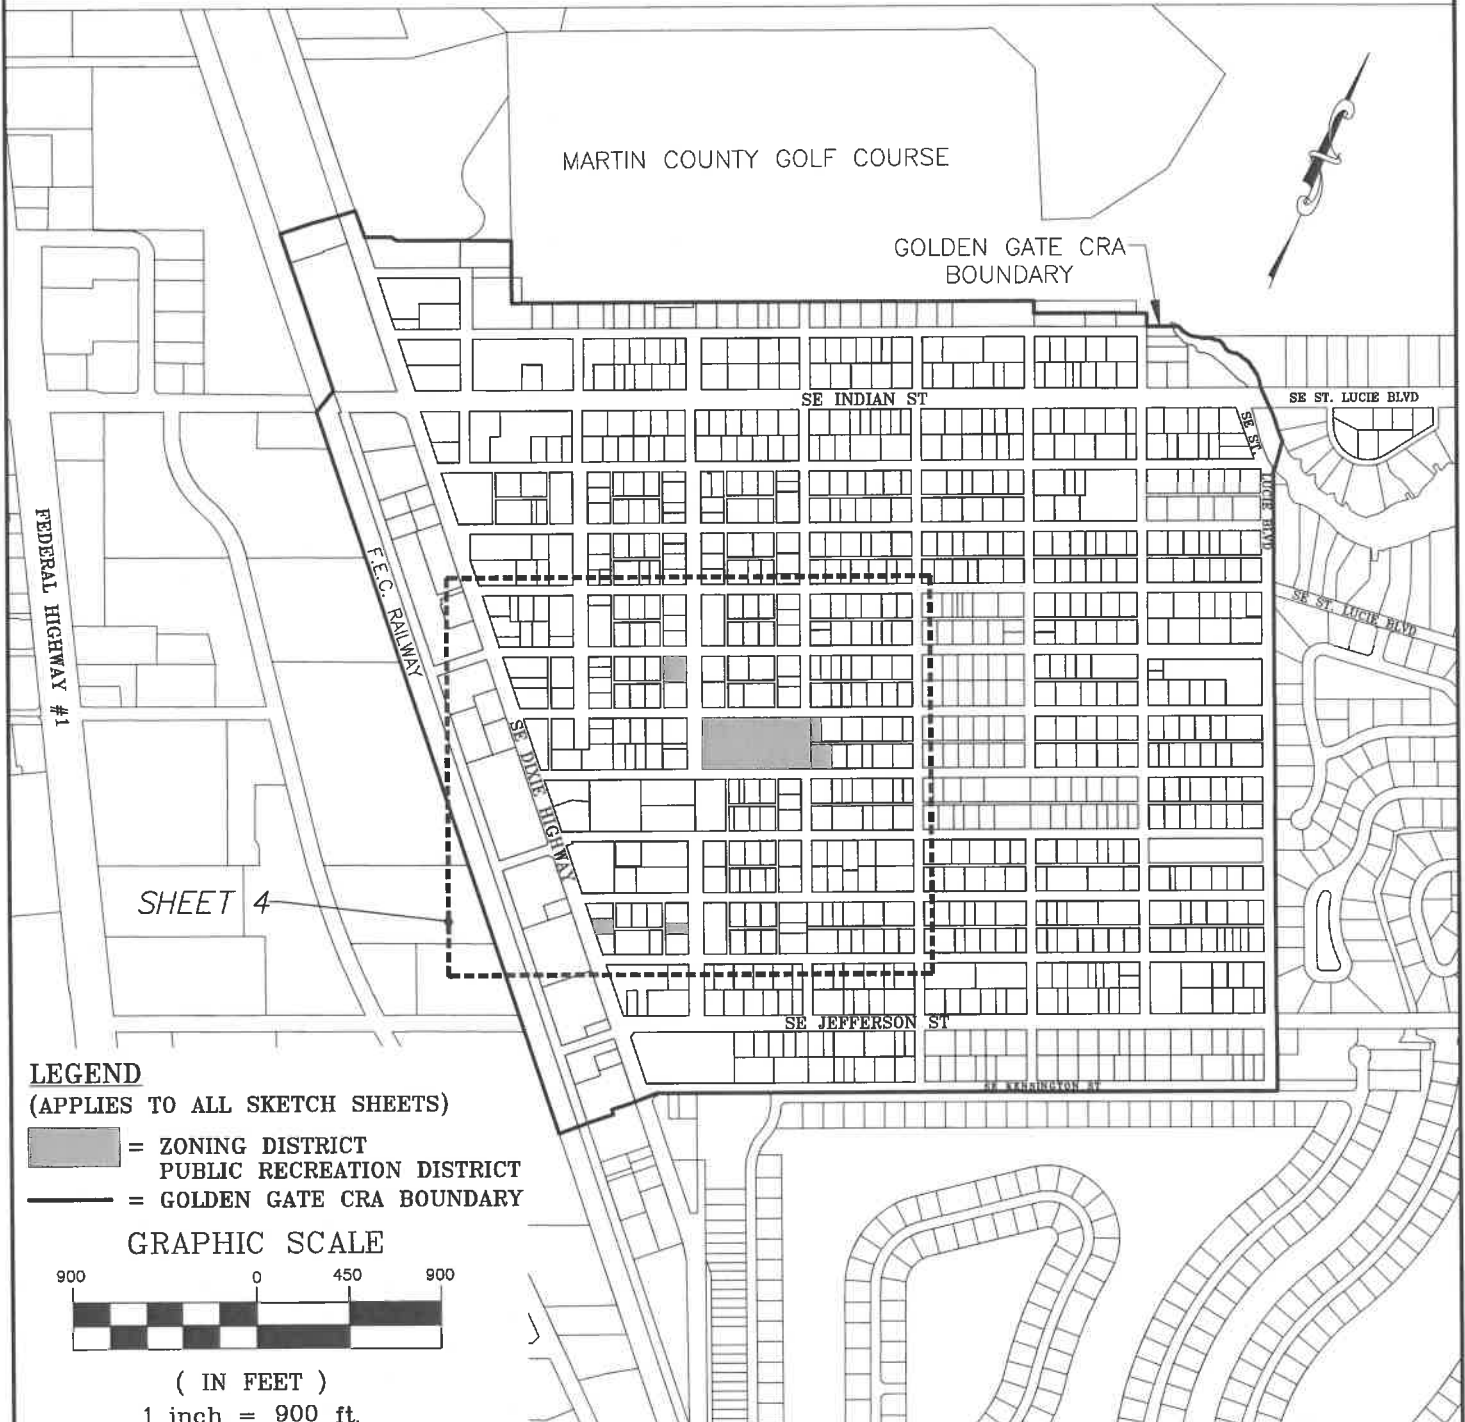 MARTIN COUNTY GOLF COURSE
GOLDEN GATE CRA
BOUNDARY
SE INDIAN ST
SE ST. LUCIE BLVD
SE ST.
LUCIE BLVD
FEDERAL HIGHWAY #1
F.E.C. RAILWAY
SE ST. LUCIE BLVD
SE DIXIE HIGHWAY
SHEET 4
SE JEFFERSON ST
SE KENSINGTON ST
LEGEND
(APPLIES TO ALL SKETCH SHEETS)
= ZONING DISTRICT
PUBLIC RECREATION DISTRICT
= GOLDEN GATE CRA BOUNDARY
GRAPHIC SCALE
900 0 450 900
( IN FEET )
1 inch = 900 ft.